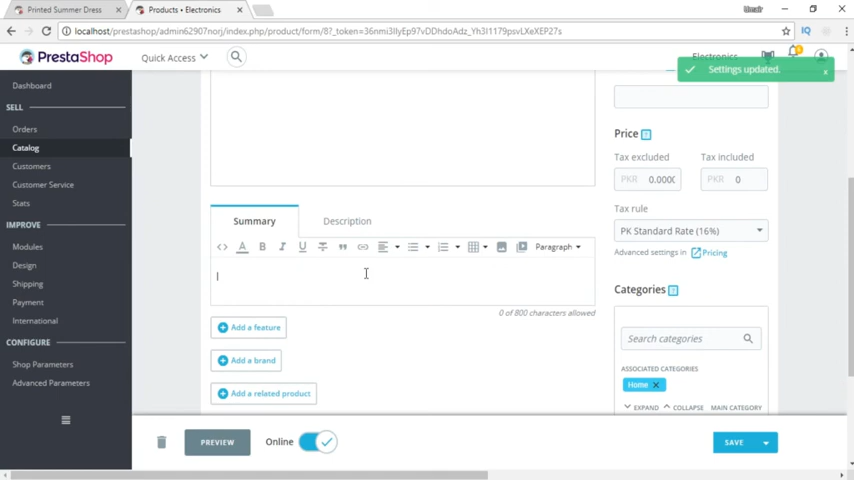 Printed Summer Dress
Products • Electronics
Umair
localhost/prestashop/admin62907norj/index.php/product/form/8?_token=36nmi3IlyEp97vDDhdoAdz_Yh3I1179psvLXeXEP27s
PrestaShop
Quick Access
Electronics
Settings updated.
x
Dashboard
SELL
Orders
Catalog
Customers
Customer Service
Stats
IMPROVE
Modules
Design
Shipping
Payment
International
CONFIGURE
Shop Parameters
Advanced Parameters
Summary
Description
Paragraph
0 of 800 characters allowed
Add a feature
Add a brand
Add a related product
Price
Tax excluded
Tax included
PKR 0.0000
PKR 0
Tax rule
PK Standard Rate (16%)
Advanced settings in Pricing
Categories
Search categories
ASSOCIATED CATEGORIES
Home
EXPAND COLLAPSE MAIN CATEGORY
PREVIEW
Online
SAVE